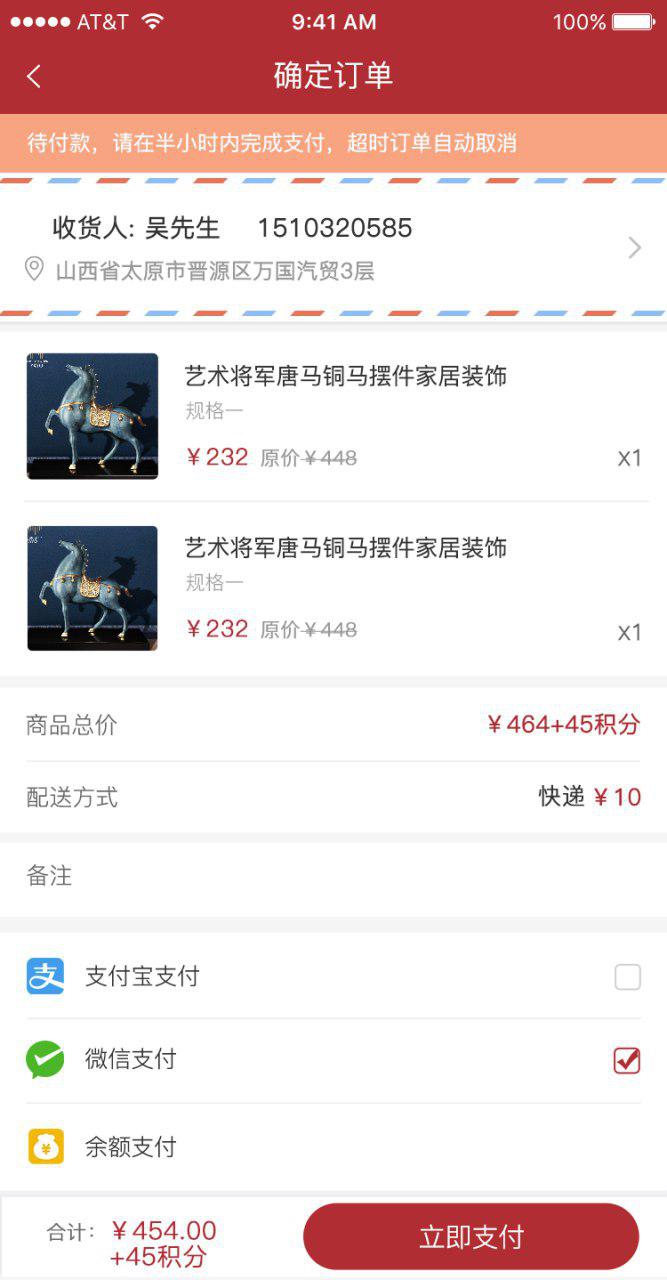 AT&T 9:41 AM 100%
确定订单
待付款，请在半小时内完成支付，超时订单自动取消
收货人: 吴先生 1510320585
山西省太原市晋源区万国汽贸3层
艺术将军唐马铜马摆件家居装饰
规格一
￥232 原价￥448
x1
艺术将军唐马铜马摆件家居装饰
规格一
￥232 原价￥448
x1
商品总价 ￥464+45积分
配送方式 快递 ￥10
备注
支付宝支付
微信支付
余额支付
合计: ￥454.00
+45积分
立即支付